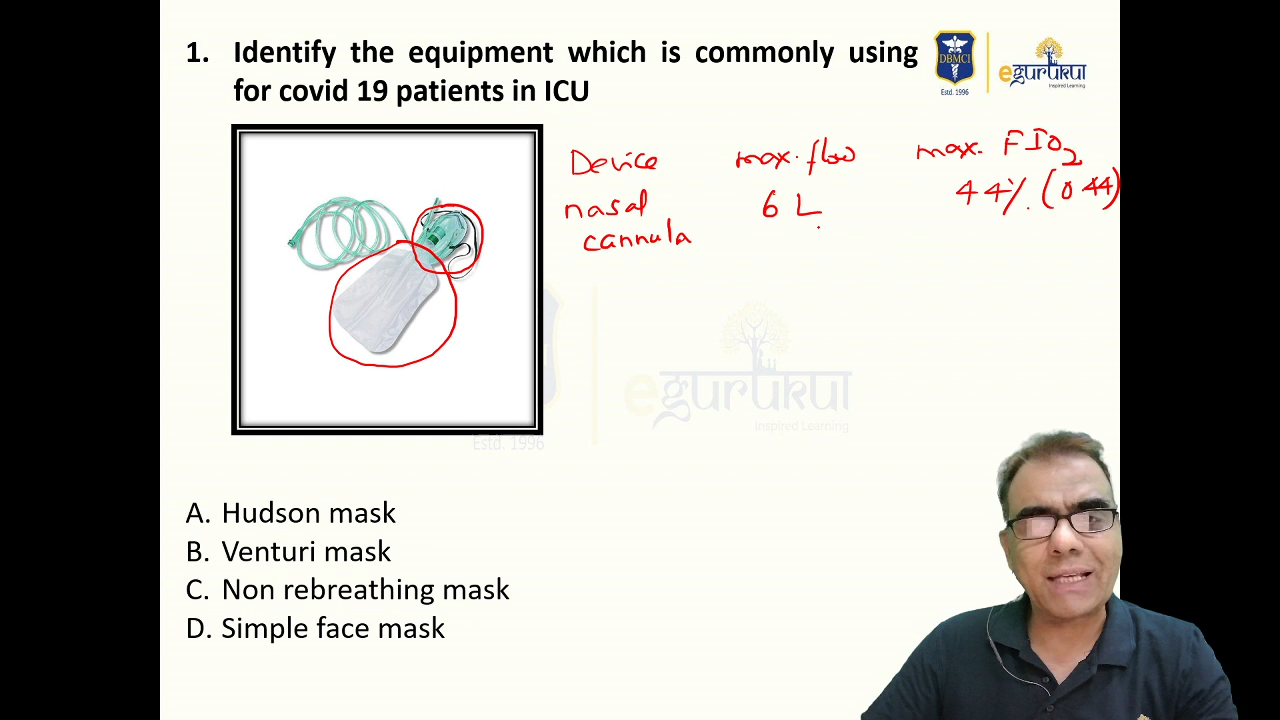 1. Identify the equipment which is commonly using
for covid 19 patients in ICU
DBMCI
Estd. 1996
egurukul
Inspired Learning
Device max. flow max. FIO2
nasal 6 L 44% (0.44)
cannula
egurukul
Inspired Learning
Estd. 1996
A. Hudson mask
B. Venturi mask
C. Non rebreathing mask
D. Simple face mask